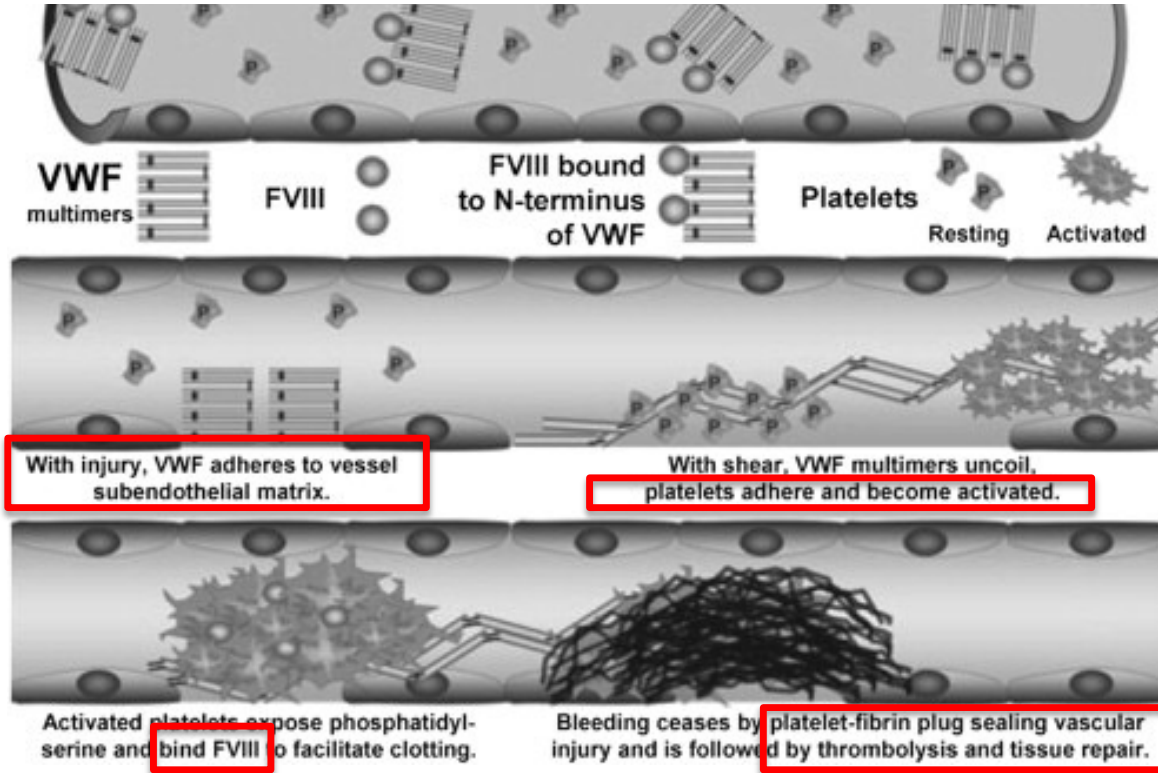 VWF
multimers
FVIII
FVIII bound
to N-terminus
of VWF
Platelets
Resting
Activated
With injury, VWF adheres to vessel
subendothelial matrix.
With shear, VWF multimers uncoil,
platelets adhere and become activated.
Activated platelets expose phosphatidyl-
serine and bind FVIII to facilitate clotting.
Bleeding ceases by platelet-fibrin plug sealing vascular
injury and is followed by thrombolysis and tissue repair.